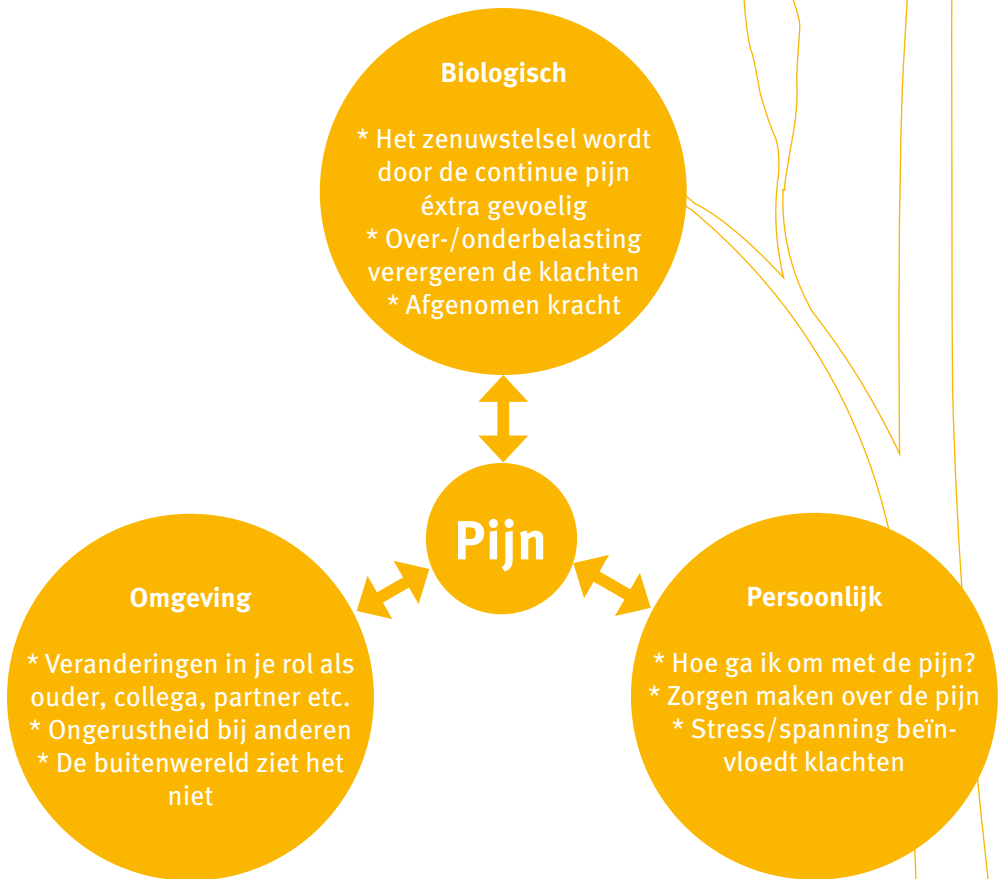 Biologisch
* Het zenuwstelsel wordt
door de continue pijn
éxtra gevoelig
* Over-/onderbelasting
verergeren de klachten
* Afgenomen kracht
Pijn
Omgeving
* Veranderingen in je rol als
ouder, collega, partner etc.
* Ongerustheid bij anderen
* De buitenwereld ziet het
niet
Persoonlijk
* Hoe ga ik om met de pijn?
* Zorgen maken over de pijn
* Stress/spanning beïn-
vloedt klachten